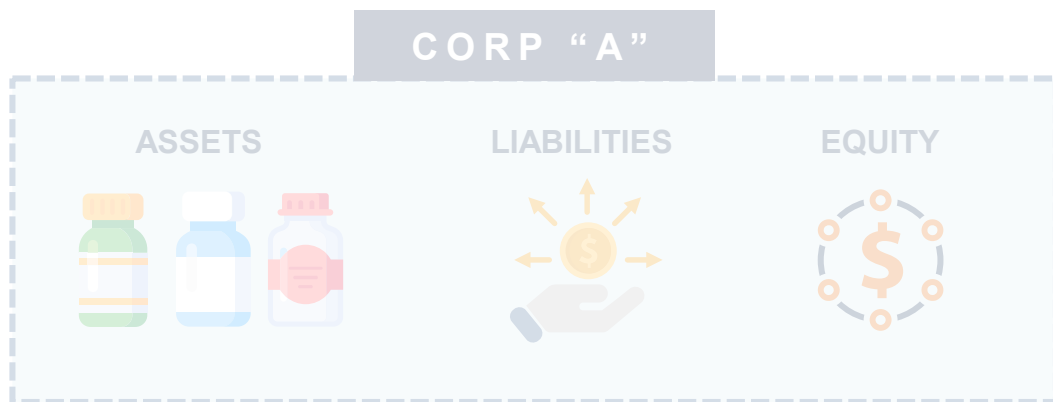 CORP “A”
ASSETS LIABILITIES EQUITY
$ $